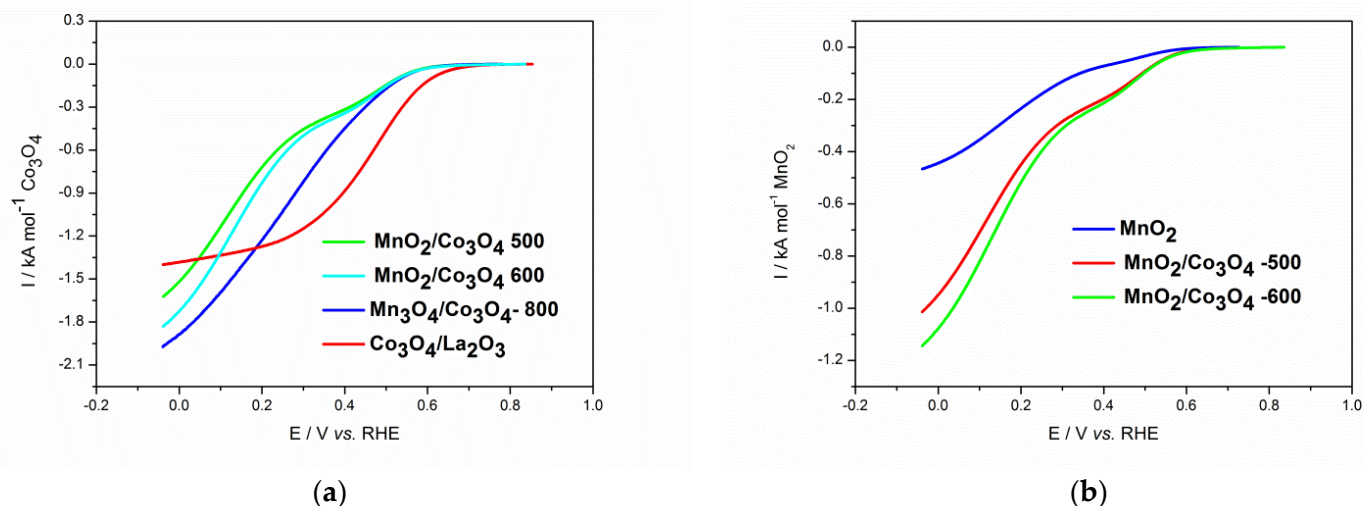 0.3
0.0
-0.3
-0.6
-0.9
-1.2
-1.5
-1.8
-2.1
I / kA mol⁻¹ Co₃O₄
MnO₂/Co₃O₄ 500
MnO₂/Co₃O₄ 600
Mn₃O₄/Co₃O₄- 800
Co₃O₄/La₂O₃
-0.2 0.0 0.2 0.4 0.6 0.8 1.0
E / V vs. RHE
(a)
0.0
-0.2
-0.4
-0.6
-0.8
-1.0
-1.2
I / kA mol⁻¹ MnO₂
MnO₂
MnO₂/Co₃O₄ -500
MnO₂/Co₃O₄ -600
-0.2 0.0 0.2 0.4 0.6 0.8 1.0
E / V vs. RHE
(b)